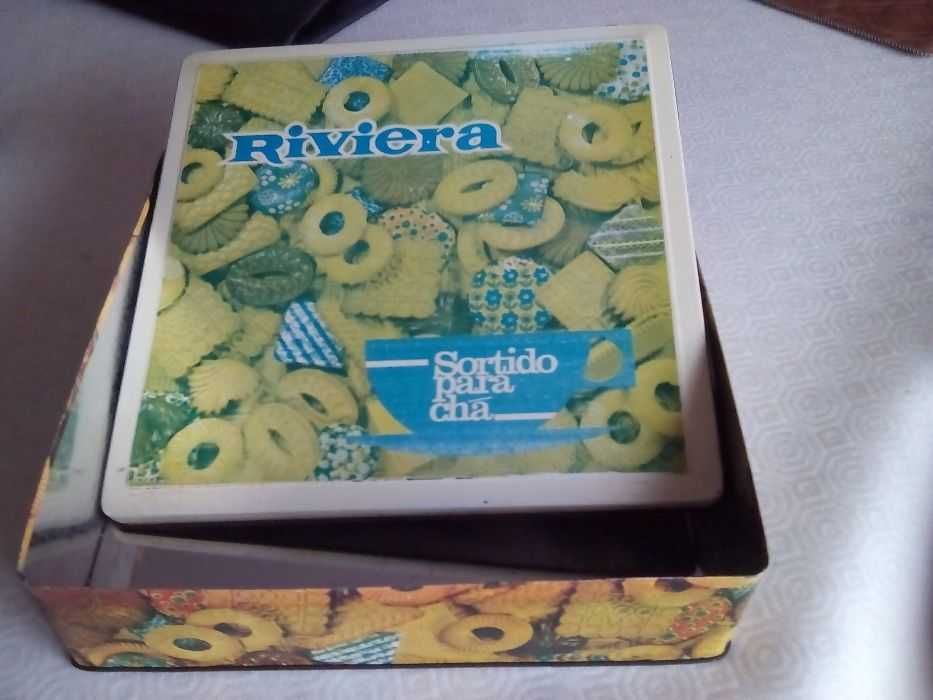 Riviera
Sortido
para
chá